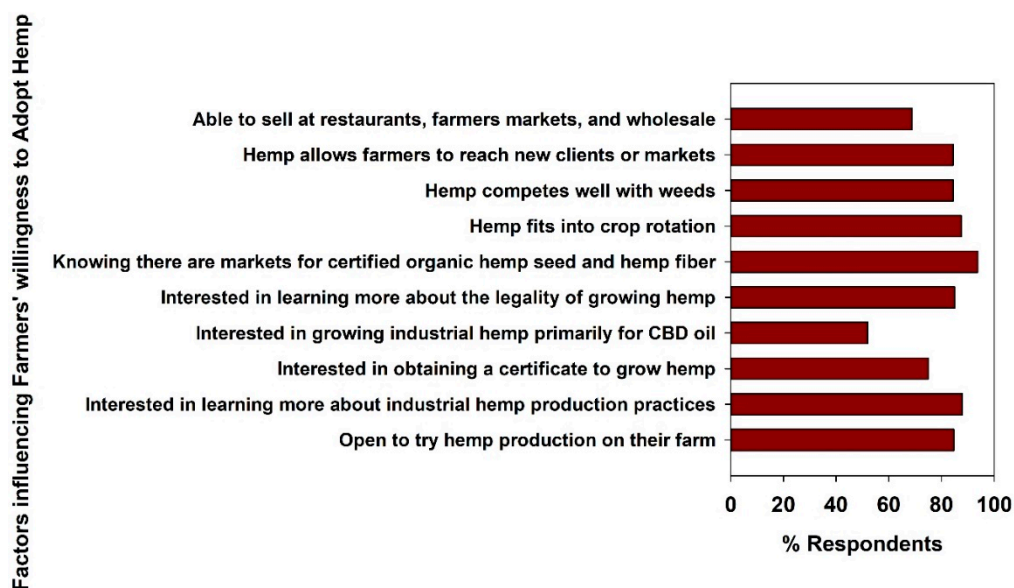 Factors influencing Farmers' willingness to Adopt Hemp
Able to sell at restaurants, farmers markets, and wholesale
Hemp allows farmers to reach new clients or markets
Hemp competes well with weeds
Hemp fits into crop rotation
Knowing there are markets for certified organic hemp seed and hemp fiber
Interested in learning more about the legality of growing hemp
Interested in growing industrial hemp primarily for CBD oil
Interested in obtaining a certificate to grow hemp
Interested in learning more about industrial hemp production practices
Open to try hemp production on their farm
0 20 40 60 80 100
% Respondents